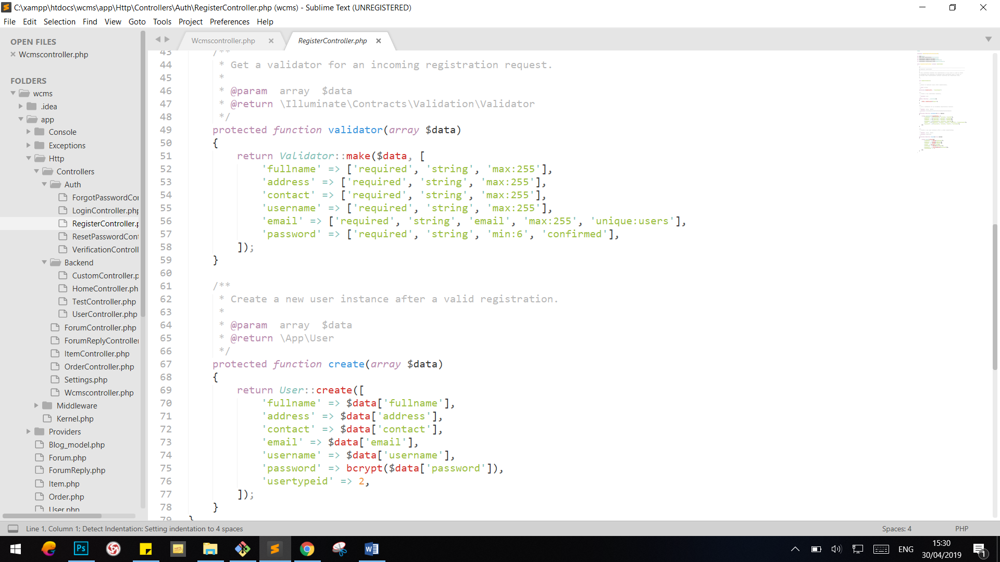 C:\xampp\htdocs\wcms\app\Http\Controllers\Auth\RegisterController.php (wcms) - Sublime Text (UNREGISTERED)
File Edit Selection Find View Goto Tools Project Preferences Help
OPEN FILES
Wcmscontroller.php
FOLDERS
wcms
.idea
app
Console
Exceptions
Http
Controllers
Auth
ForgotPasswordCon
LoginController.php
RegisterController.p
ResetPasswordCont
VerificationControll
Backend
CustomController.p
HomeController.ph
TestController.php
UserController.php
ForumController.php
ForumReplyController
ItemController.php
OrderController.php
Settings.php
Wcmscontroller.php
Middleware
Kernel.php
Providers
Blog_model.php
Forum.php
ForumReply.php
Item.php
Order.php
User.php
Wcmscontroller.php RegisterController.php
43 /**
44 * Get a validator for an incoming registration request.
45 *
46 * @param  array  $data
47 * @return \Illuminate\Contracts\Validation\Validator
48 */
49 protected function validator(array $data)
50 {
51 return Validator::make($data, [
52 'fullname' => ['required', 'string', 'max:255'],
53 'address' => ['required', 'string', 'max:255'],
54 'contact' => ['required', 'string', 'max:255'],
55 'username' => ['required', 'string', 'max:255'],
56 'email' => ['required', 'string', 'email', 'max:255', 'unique:users'],
57 'password' => ['required', 'string', 'min:6', 'confirmed'],
58 ]);
59 }
60
61 /**
62 * Create a new user instance after a valid registration.
63 *
64 * @param  array  $data
65 * @return \App\User
66 */
67 protected function create(array $data)
68 {
69 return User::create([
70 'fullname' => $data['fullname'],
71 'address' => $data['address'],
72 'contact' => $data['contact'],
73 'email' => $data['email'],
74 'username' => $data['username'],
75 'password' => bcrypt($data['password']),
76 'usertypeid' => 2,
77 ]);
78 }
79 }
Line 1, Column 1; Detect Indentation: Setting indentation to 4 spaces
Spaces: 4 PHP
Ps
ENG
15:30
30/04/2019
1